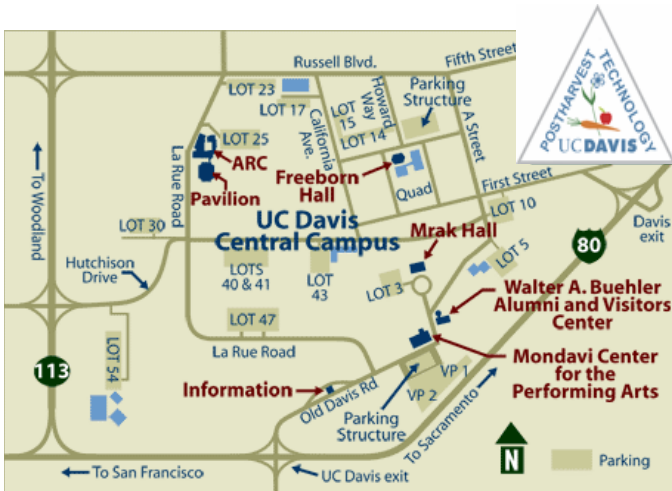 Russell Blvd.
Fifth Street
POSTHARVEST
TECHNOLOGY
UCDAVIS
LOT 23
LOT 17
California
Ave.
LOT
15
Howard
Way
LOT 14
Parking
Structure
A Street
LOT 25
ARC
Pavilion
La Rue Road
Freeborn
Hall
Quad
First Street
To Woodland
LOT 30
UC Davis
Central Campus
LOT 10
Davis
exit
Mrak Hall
80
Hutchison
Drive
LOTS
40 & 41
LOT
43
LOT 3
LOT 5
Walter A. Buehler
Alumni and Visitors
Center
LOT 47
La Rue Road
113
LOT 54
Information
Old Davis Rd
Parking
Structure
VP 1
VP 2
Mondavi Center
for the
Performing Arts
To Sacramento
N
Parking
To San Francisco
UC Davis exit